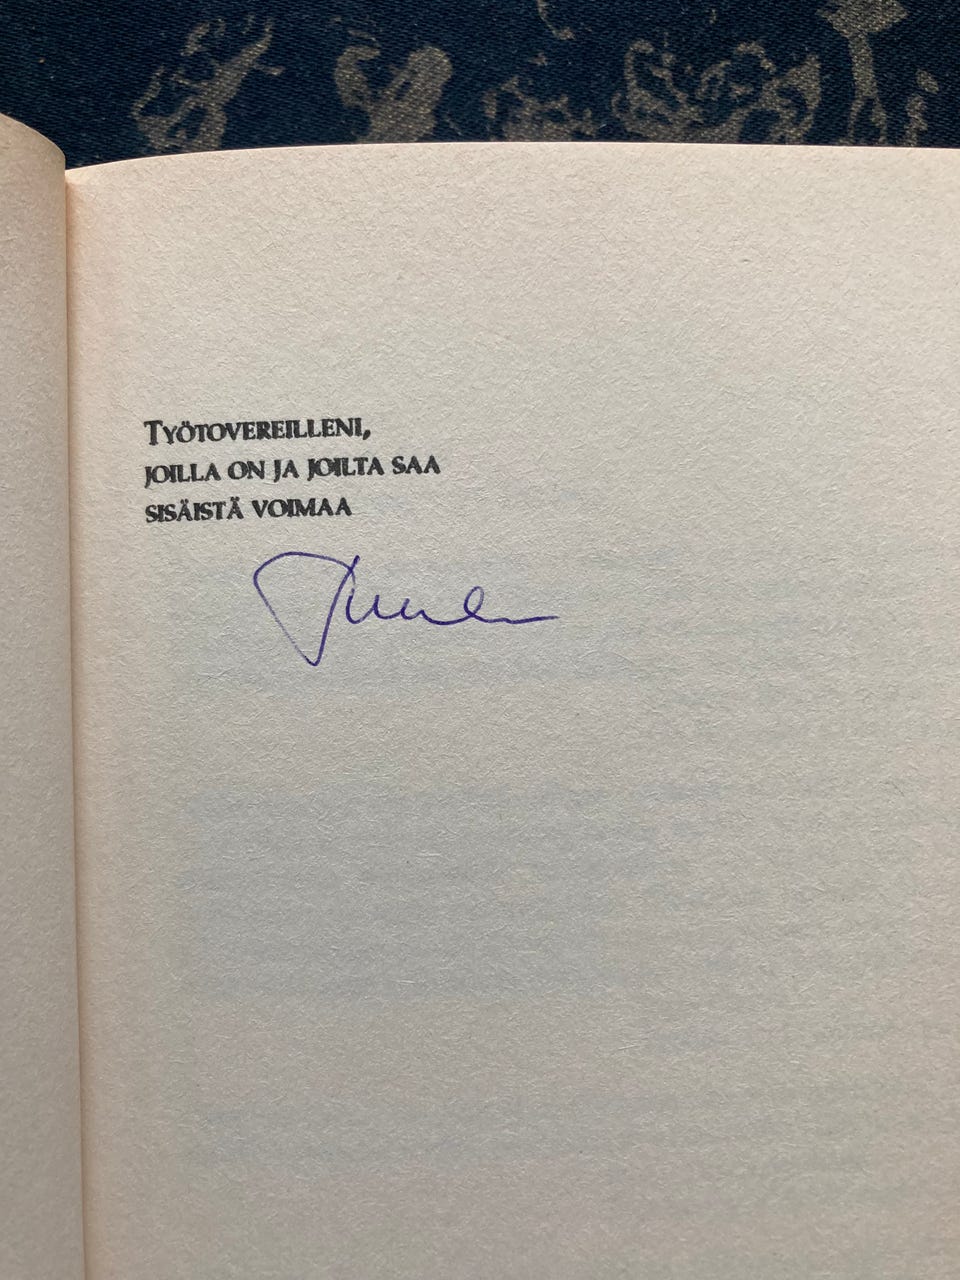 Työtovereilleni,
joilla on ja joilta saa
sisäistä voimaa